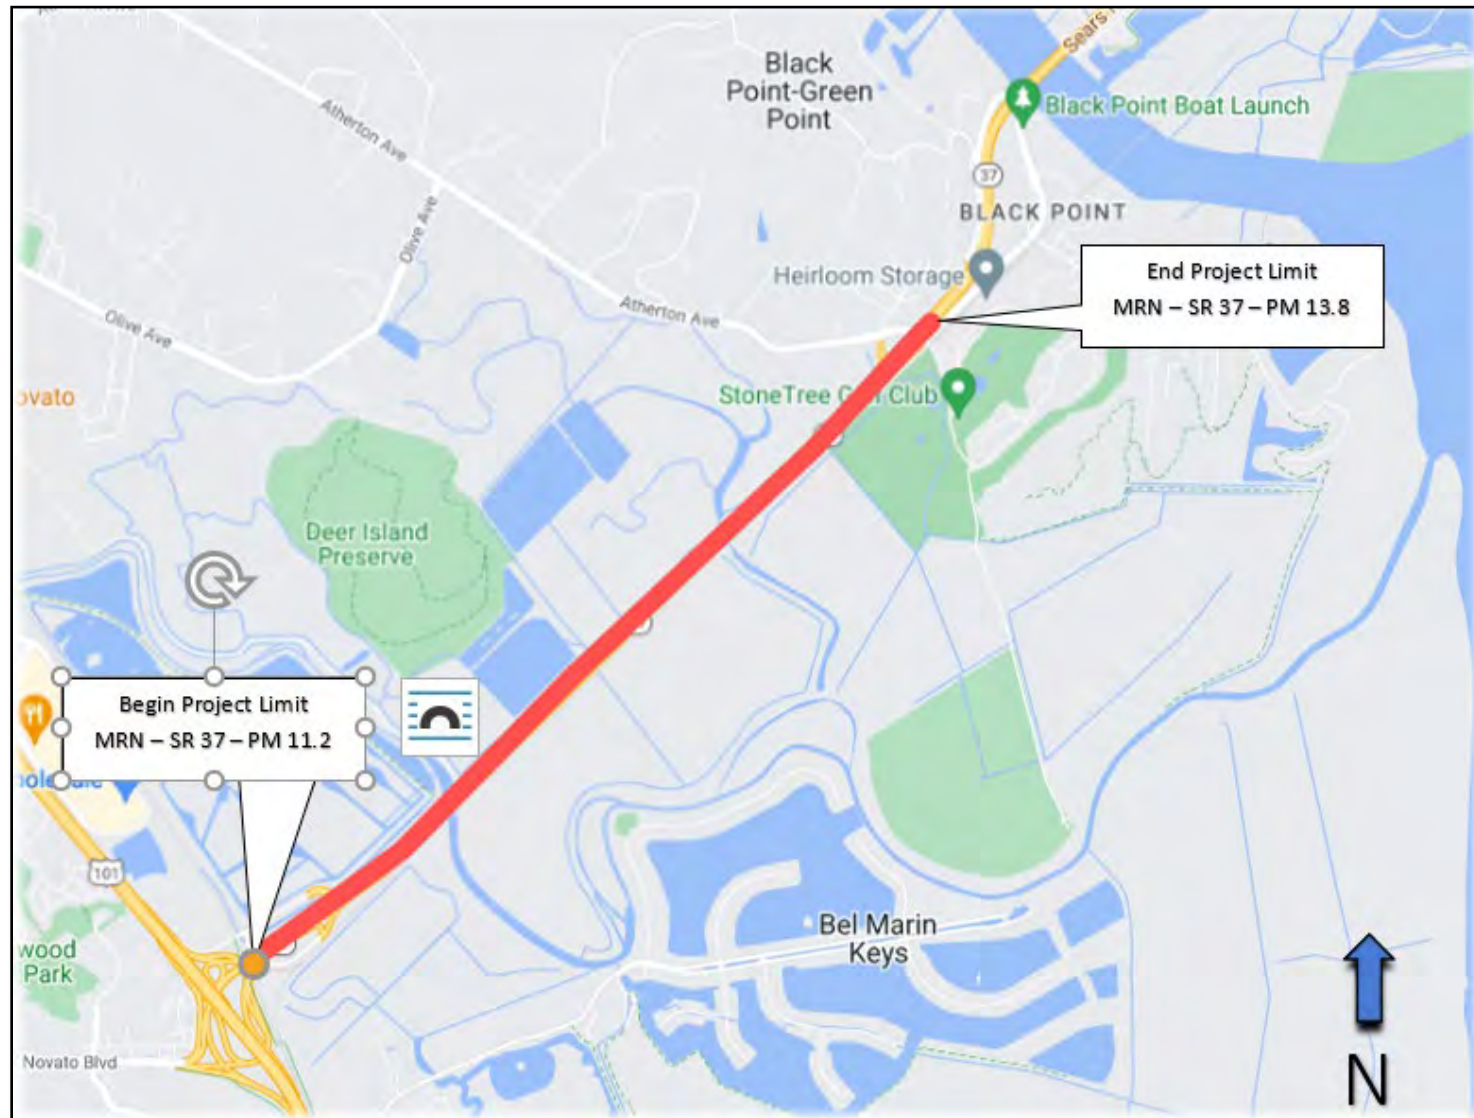 Sears
Black
Point-Green
Point
Black Point Boat Launch
Atherton Ave
37
BLACK POINT
Olive Ave
End Project Limit
MRN – SR 37 – PM 13.8
Heirloom Storage
Atherton Ave
Olive Ave
ovato
StoneTree G Club
Deer Island
Preserve
Begin Project Limit
MRN – SR 37 – PM 11.2
101
Bel Marin
Keys
wood
Park
Novato Blvd
N